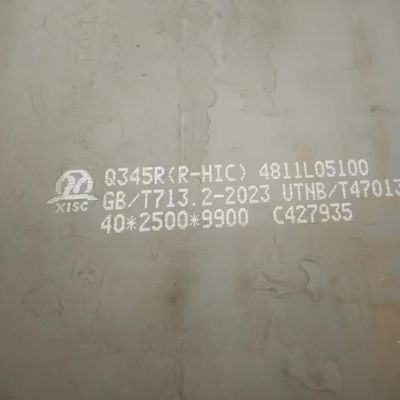 Q345R(R-HIC) 4811L05100
GB/T713.2-2023 UTNB/T47013
40*2500*9900 C427935
XISC